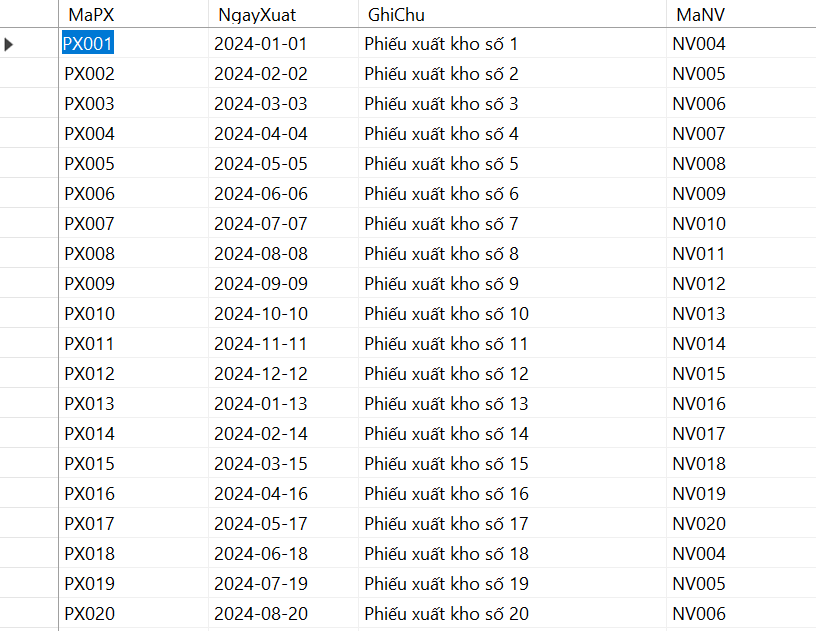 MaPX NgayXuat GhiChu MaNV
PX001 2024-01-01 Phiếu xuất kho số 1 NV004
PX002 2024-02-02 Phiếu xuất kho số 2 NV005
PX003 2024-03-03 Phiếu xuất kho số 3 NV006
PX004 2024-04-04 Phiếu xuất kho số 4 NV007
PX005 2024-05-05 Phiếu xuất kho số 5 NV008
PX006 2024-06-06 Phiếu xuất kho số 6 NV009
PX007 2024-07-07 Phiếu xuất kho số 7 NV010
PX008 2024-08-08 Phiếu xuất kho số 8 NV011
PX009 2024-09-09 Phiếu xuất kho số 9 NV012
PX010 2024-10-10 Phiếu xuất kho số 10 NV013
PX011 2024-11-11 Phiếu xuất kho số 11 NV014
PX012 2024-12-12 Phiếu xuất kho số 12 NV015
PX013 2024-01-13 Phiếu xuất kho số 13 NV016
PX014 2024-02-14 Phiếu xuất kho số 14 NV017
PX015 2024-03-15 Phiếu xuất kho số 15 NV018
PX016 2024-04-16 Phiếu xuất kho số 16 NV019
PX017 2024-05-17 Phiếu xuất kho số 17 NV020
PX018 2024-06-18 Phiếu xuất kho số 18 NV004
PX019 2024-07-19 Phiếu xuất kho số 19 NV005
PX020 2024-08-20 Phiếu xuất kho số 20 NV006